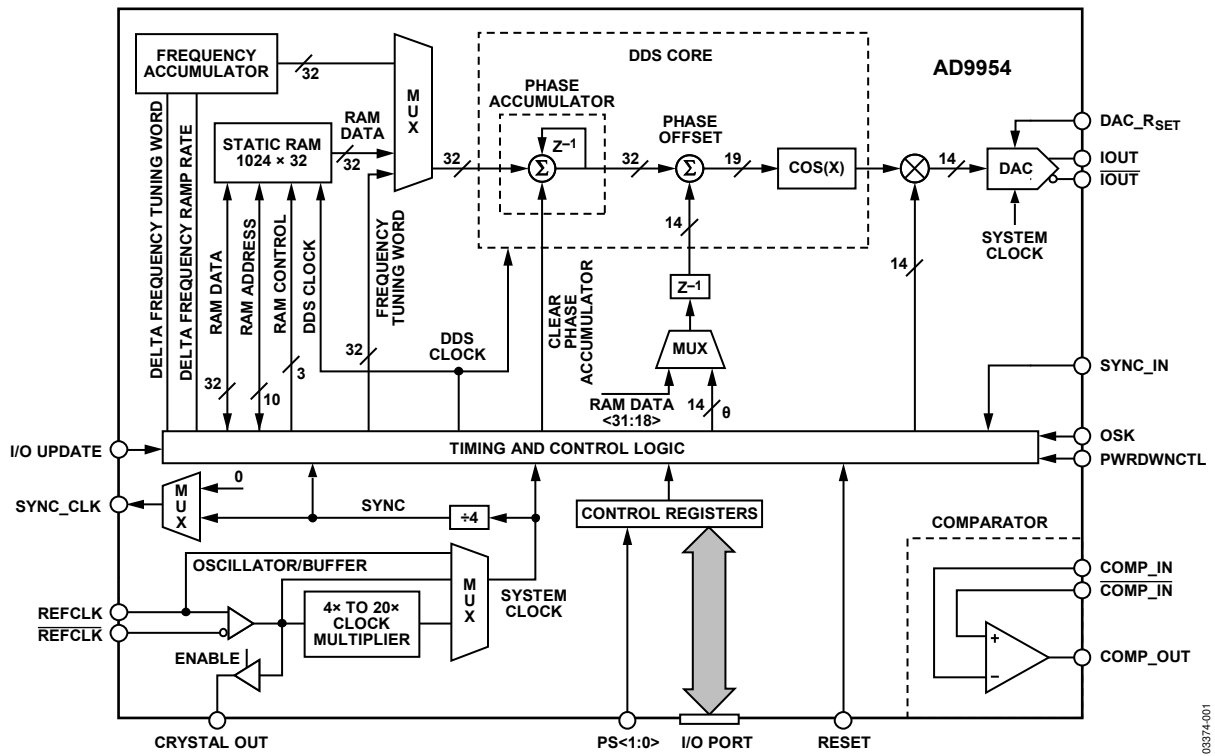 FREQUENCY
ACCUMULATOR
32
M
U
X
DDS CORE
AD9954
PHASE
ACCUMULATOR
Z–1
Σ
32
32
PHASE
OFFSET
Σ
19
COS(X)
14
DAC
DAC_RSET
IOUT
IOUT
SYSTEM
CLOCK
STATIC RAM
1024 × 32
RAM
DATA
32
DELTA FREQUENCY TUNING WORD
DELTA FREQUENCY RAMP RATE
RAM DATA
32
RAM ADDRESS
10
RAM CONTROL
3
DDS CLOCK
FREQUENCY
TUNING WORD
32
DDS
CLOCK
CLEAR
PHASE
ACCUMULATOR
14
Z–1
MUX
RAM DATA
<31:18>
14
θ
14
SYNC_IN
OSK
PWRDWNCTL
I/O UPDATE
TIMING AND CONTROL LOGIC
SYNC_CLK
M
U
X
0
SYNC
÷4
CONTROL REGISTERS
COMPARATOR
OSCILLATOR/BUFFER
REFCLK
REFCLK
4× TO 20×
CLOCK
MULTIPLIER
M
U
X
SYSTEM
CLOCK
ENABLE
COMP_IN
COMP_IN
+
–
COMP_OUT
CRYSTAL OUT
PS<1:0>
I/O PORT
RESET
03374-001